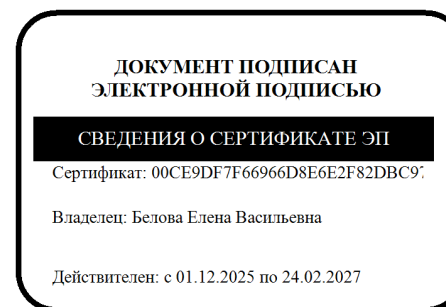 ДОКУМЕНТ ПОДПИСАН
ЭЛЕКТРОННОЙ ПОДПИСЬЮ
СВЕДЕНИЯ О СЕРТИФИКАТЕ ЭП
Сертификат: 00CE9DF7F66966D8E6E2F82DBC9
Владелец: Белова Елена Васильевна
Действителен: с 01.12.2025 по 24.02.2027